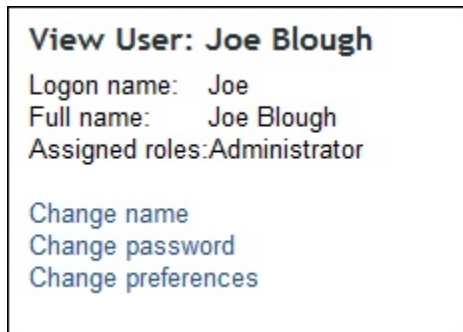 View User: Joe Blough
Logon name: Joe
Full name: Joe Blough
Assigned roles:Administrator
Change name
Change password
Change preferences